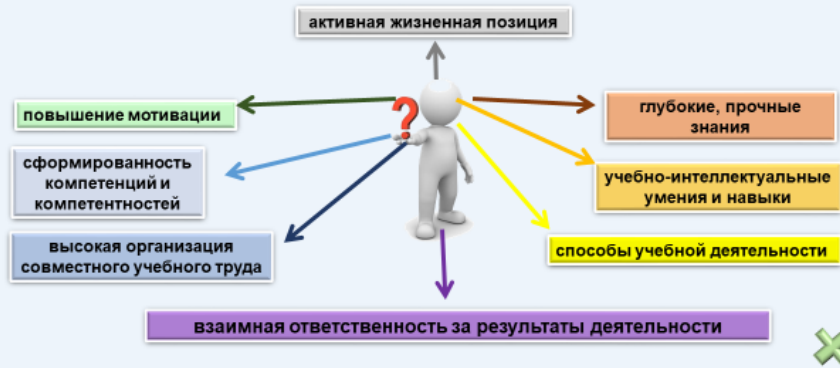 активная жизненная позиция
повышение мотивации
глубокие, прочные
знания
?
сформированность
компетенций и
компетентностей
учебно-интеллектуальные
умения и навыки
высокая организация
совместного учебного труда
способы учебной деятельности
взаимная ответственность за результаты деятельности